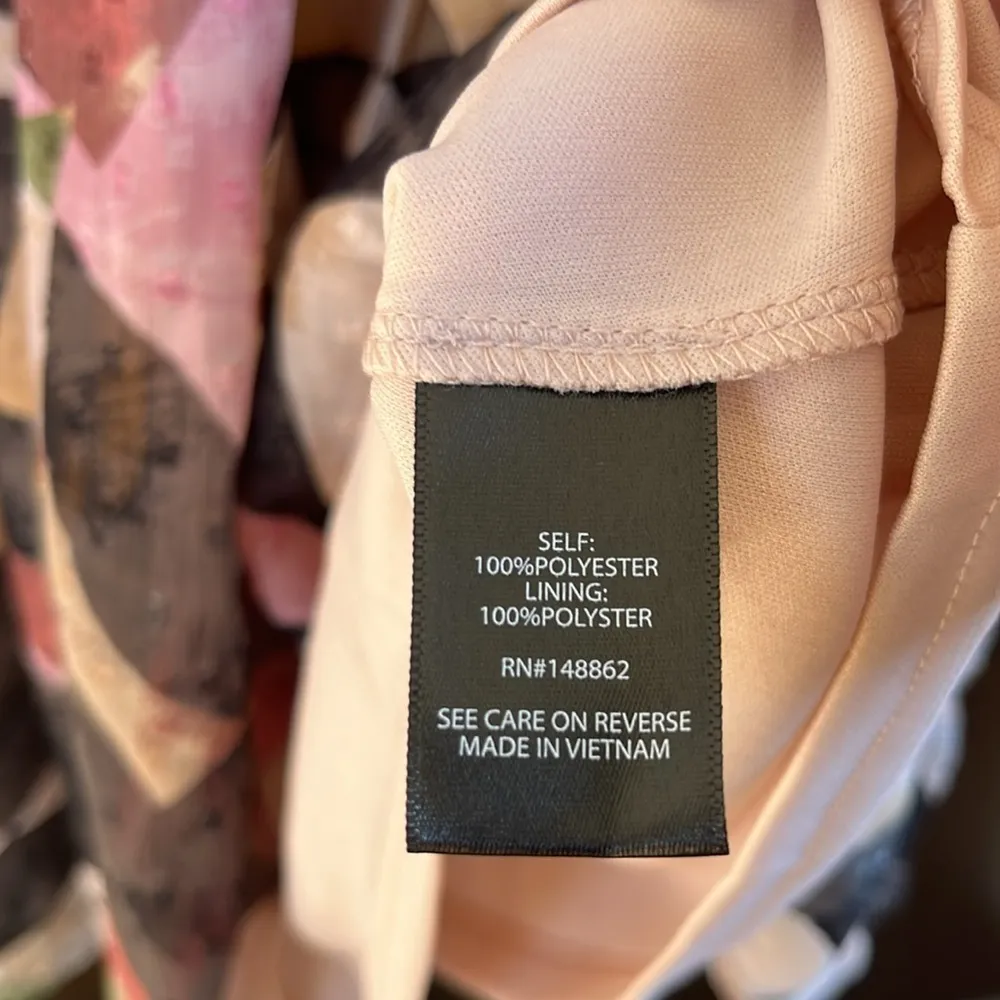 SELF:
100%POLYESTER
LINING:
100%POLYSTER
RN#148862
SEE CARE ON REVERSE
MADE IN VIETNAM